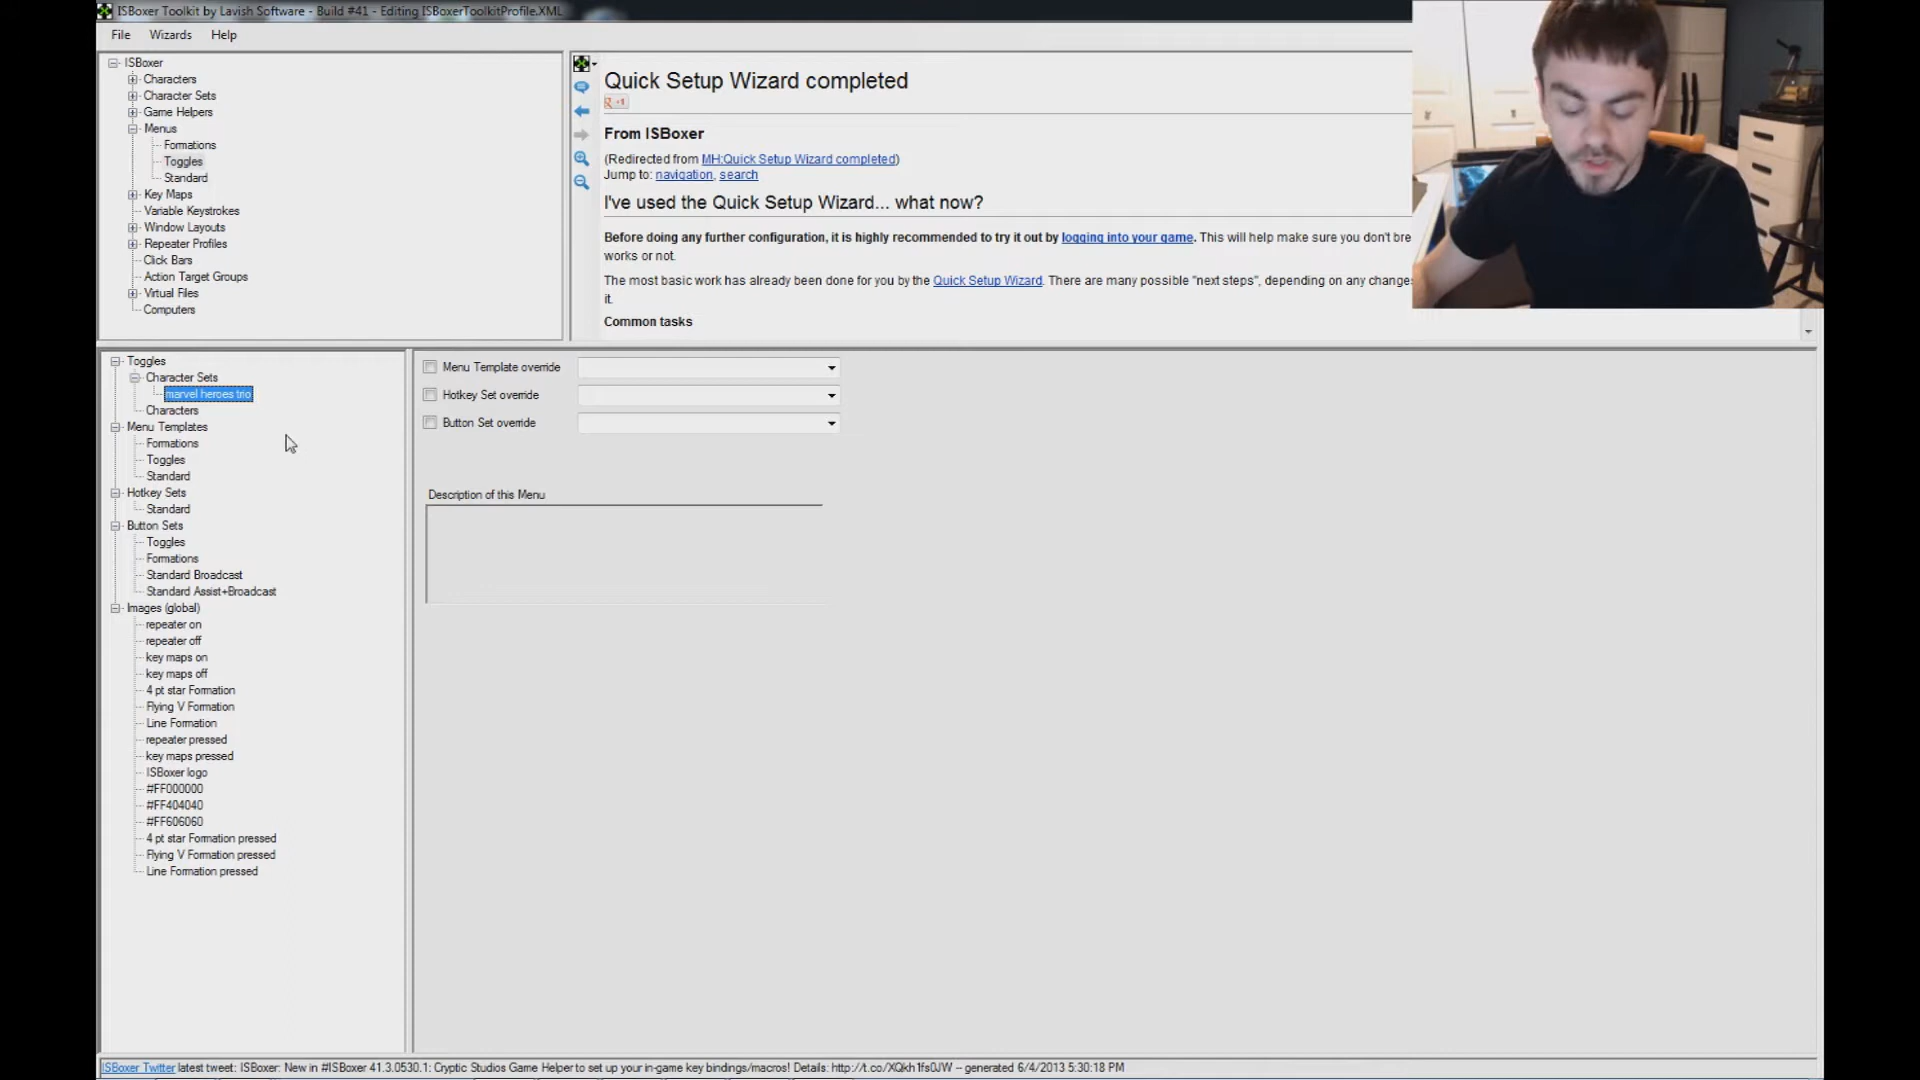 ISBoxer Toolkit by Lavish Software - Build #41 - Editing ISBoxerToolkitProfile.XML
File Wizards Help
ISBoxer
Characters
Character Sets
Game Helpers
Menus
Formations
Toggles
Standard
Key Maps
Variable Keystrokes
Window Layouts
Repeater Profiles
Click Bars
Action Target Groups
Virtual Files
Computers
Quick Setup Wizard completed
+1
From ISBoxer
(Redirected from MH:Quick Setup Wizard completed)
Jump to: navigation, search
I've used the Quick Setup Wizard... what now?
Before doing any further configuration, it is highly recommended to try it out by logging into your game. This will help make sure you don't bre
works or not.
The most basic work has already been done for you by the Quick Setup Wizard. There are many possible "next steps", depending on any changes
it.
Common tasks
Toggles
Character Sets
marvel heroes trio
Characters
Menu Templates
Formations
Toggles
Standard
Hotkey Sets
Standard
Button Sets
Toggles
Formations
Standard Broadcast
Standard Assist+Broadcast
Images (global)
repeater on
repeater off
key maps on
key maps off
4 pt star Formation
Flying V Formation
Line Formation
repeater pressed
key maps pressed
ISBoxer logo
#FF000000
#FF404040
#FF606060
4 pt star Formation pressed
Flying V Formation pressed
Line Formation pressed
Menu Template override
Hotkey Set override
Button Set override
Description of this Menu
ISBoxer Twitter latest tweet: ISBoxer: New in #ISBoxer 41.3.0530.1: Cryptic Studios Game Helper to set up your in-game key bindings/macros! Details: http://t.co/XQkh1fs0JW -- generated 6/4/2013 5:30:18 PM